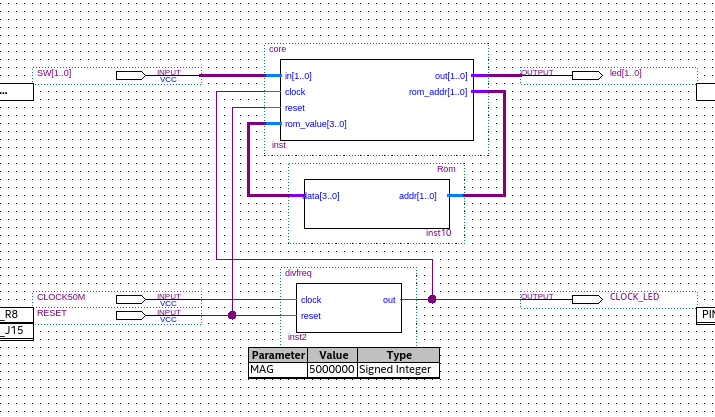 core
SW[1..0]
INPUT
VCC
in[1..0]
out[1..0]
OUTPUT
led[1..0]
...
clock
rom_addr[1..0]
reset
rom_value[3..0]
inst
Rom
data[3..0]
addr[1..0]
inst10
divfreq
CLOCK50M
INPUT
VCC
clock
out
OUTPUT
CLOCK_LED
_R8
RESET
INPUT
VCC
reset
PIN
_J15
inst2
Parameter Value Type
MAG 5000000 Signed Integer